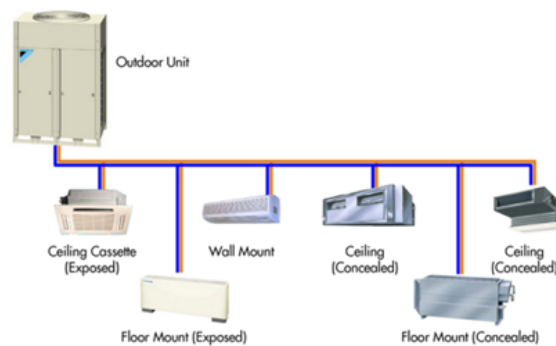 Outdoor Unit
Ceiling Cassette
(Exposed)
Wall Mount
Ceiling
(Concealed)
Ceiling
(Concealed)
Floor Mount (Exposed)
Floor Mount (Concealed)